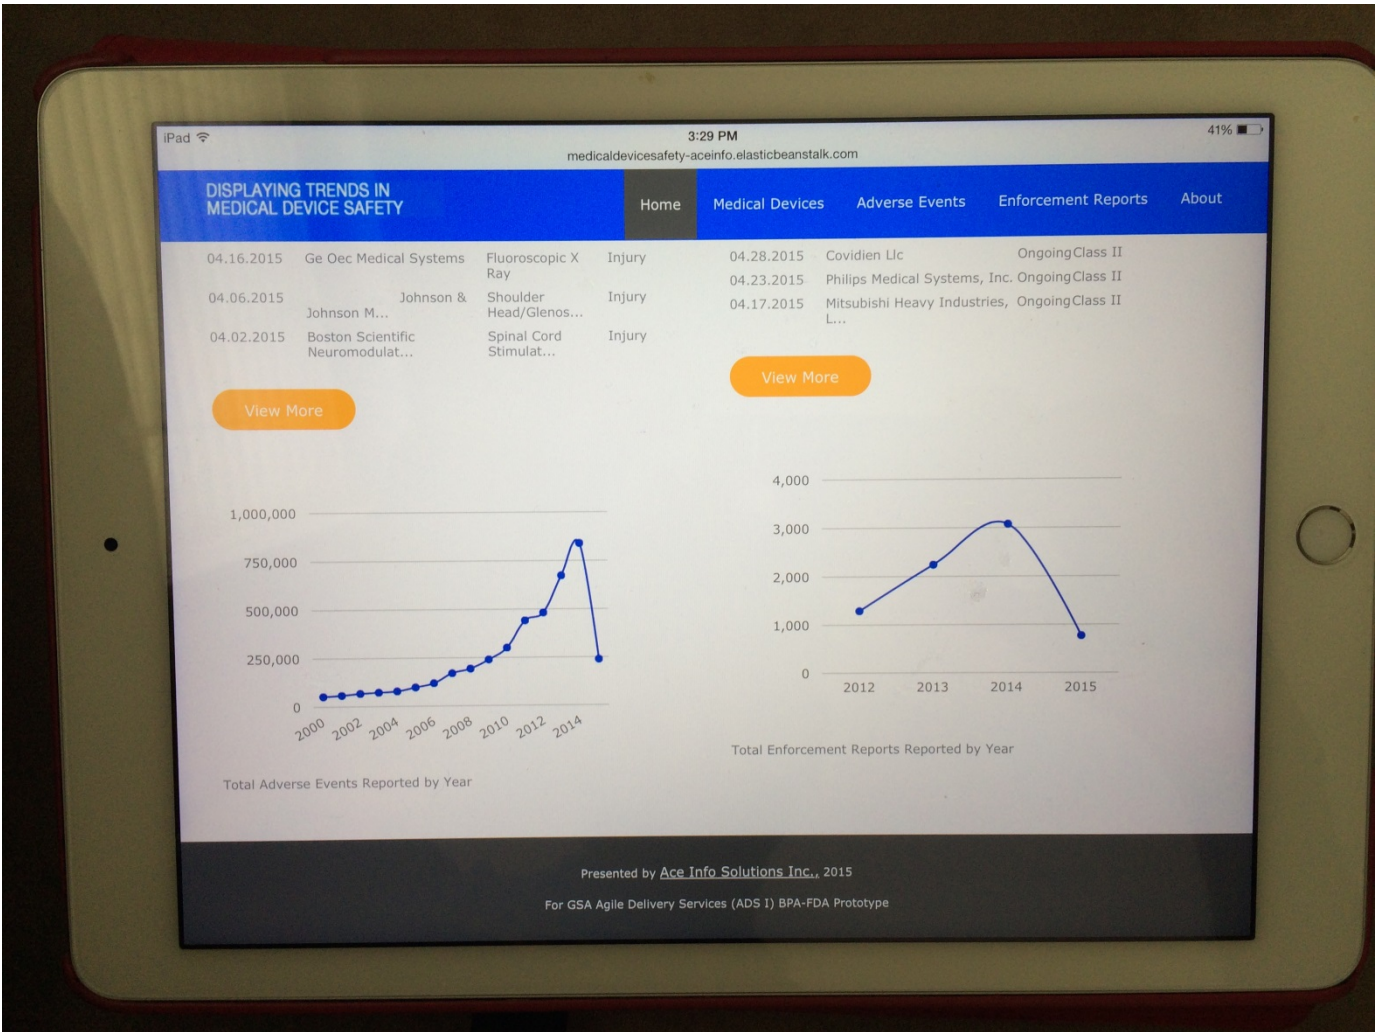 iPad
3:29 PM
41%
medicaldevicesafety-aceinfo.elasticbeanstalk.com
DISPLAYING TRENDS IN
MEDICAL DEVICE SAFETY
Home
Medical Devices
Adverse Events
Enforcement Reports
About
04.16.2015 Ge Oec Medical Systems Fluoroscopic X Injury
Ray
04.06.2015 Johnson & Shoulder Injury
Johnson M... Head/Glenos...
04.02.2015 Boston Scientific Spinal Cord Injury
Neuromodulat... Stimulat...
View More
1,000,000
750,000
500,000
250,000
0
2000 2002 2004 2006 2008 2010 2012 2014
Total Adverse Events Reported by Year
04.28.2015 Covidien Llc Ongoing Class II
04.23.2015 Philips Medical Systems, Inc. Ongoing Class II
04.17.2015 Mitsubishi Heavy Industries, Ongoing Class II
L...
View More
4,000
3,000
2,000
1,000
0
2012 2013 2014 2015
Total Enforcement Reports Reported by Year
Presented by Ace Info Solutions Inc., 2015
For GSA Agile Delivery Services (ADS I) BPA-FDA Prototype